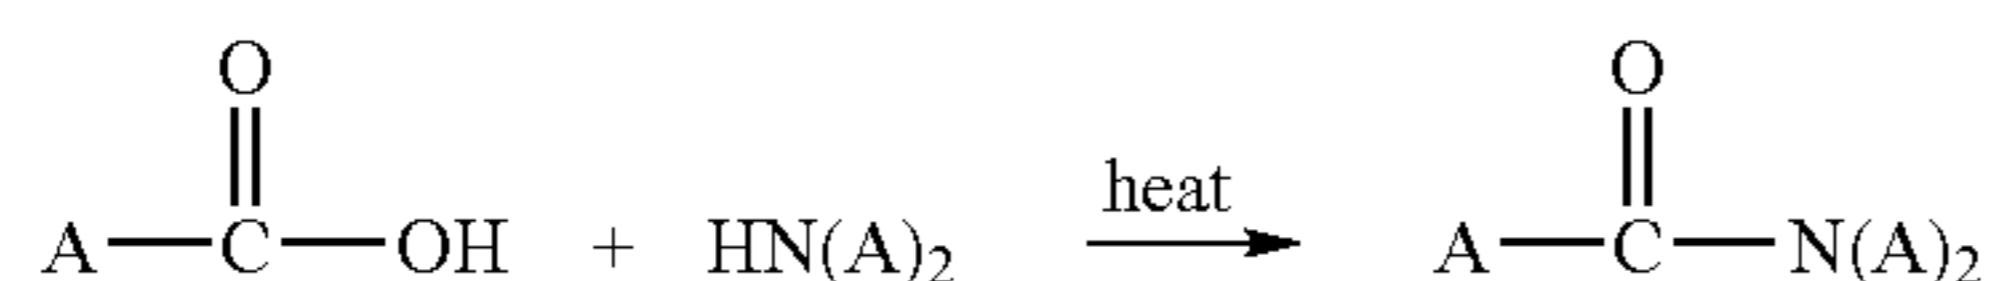 O O
heat
A C OH + HN(A)₂ A C N(A)₂